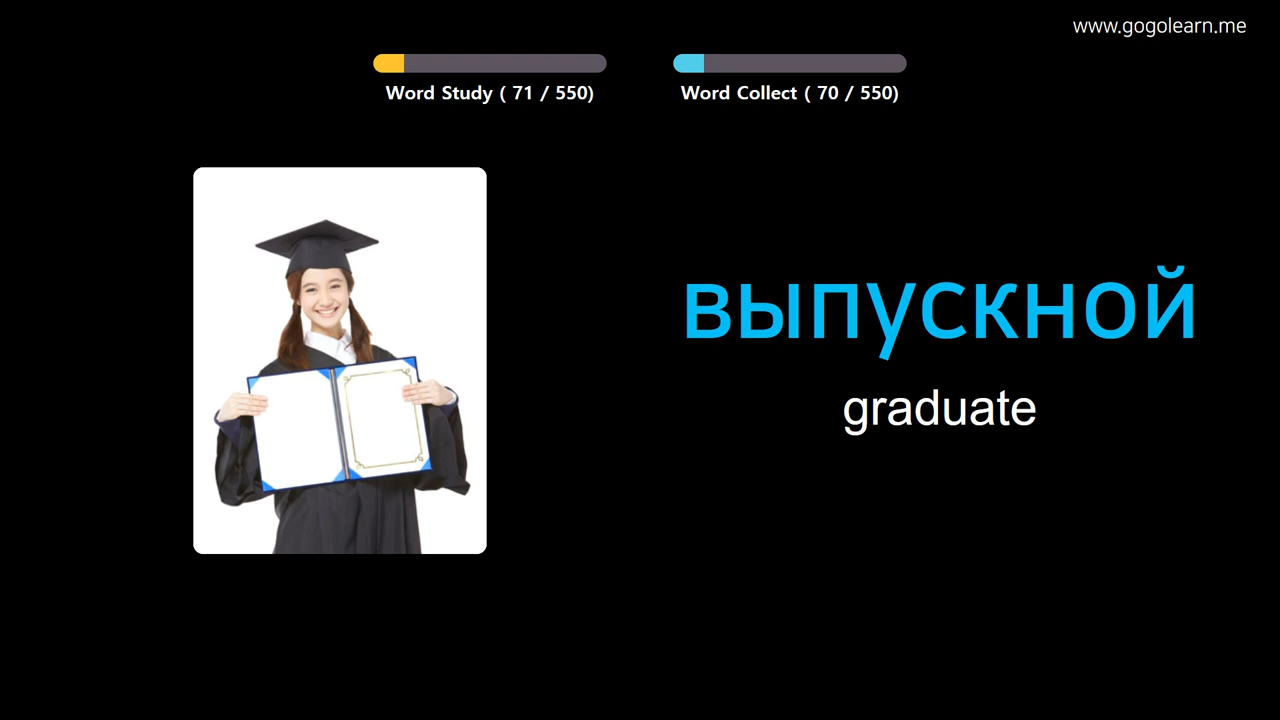 www.gogolearn.me
Word Study ( 71 / 550)
Word Collect ( 70 / 550)
выпускной
graduate